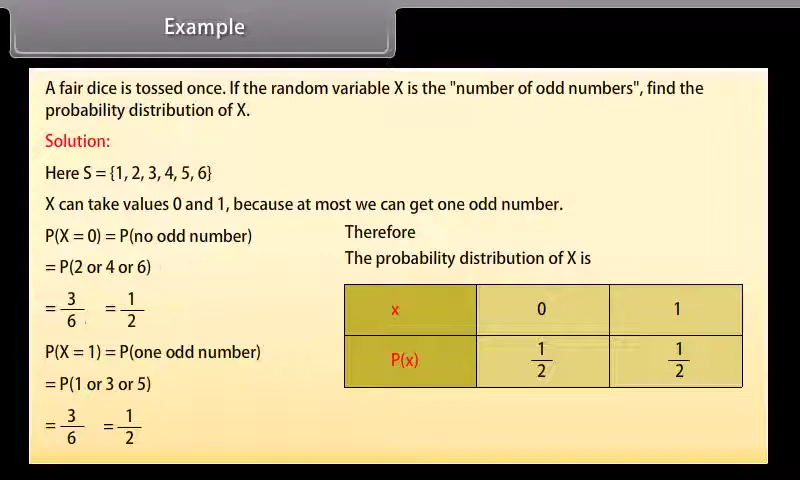 Example
A fair dice is tossed once. If the random variable X is the "number of odd numbers", find the
probability distribution of X.
Solution:
Here S = {1, 2, 3, 4, 5, 6}
X can take values 0 and 1, because at most we can get one odd number.
P(X = 0) = P(no odd number)
= P(2 or 4 or 6)
= 3/6 = 1/2
P(X = 1) = P(one odd number)
= P(1 or 3 or 5)
= 3/6 = 1/2
Therefore
The probability distribution of X is
x 0 1
P(x) 1/2 1/2